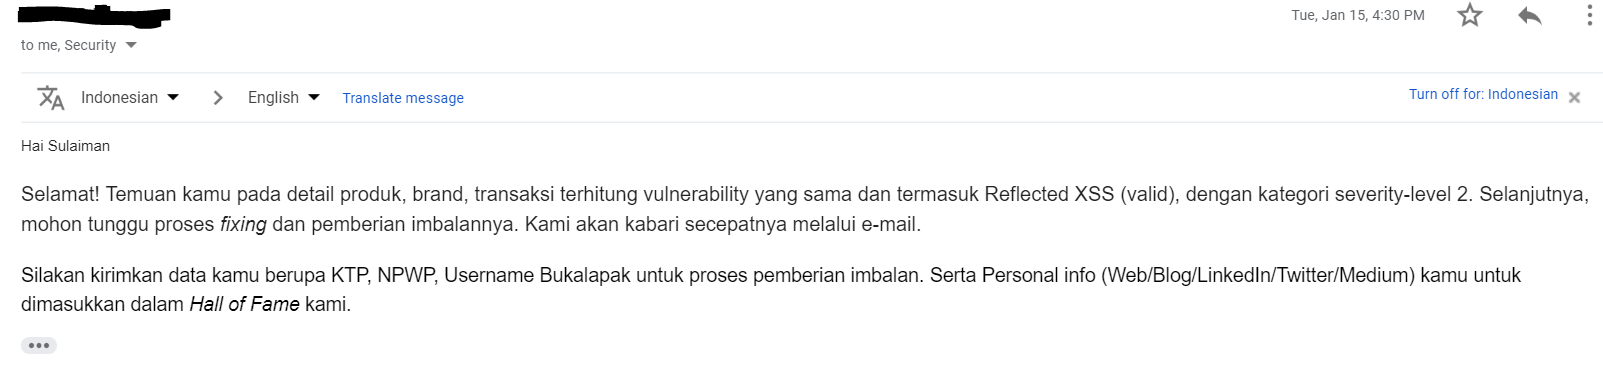 Tue, Jan 15, 4:30 PM
to me, Security
Indonesian
English
Translate message
Turn off for: Indonesian
Hai Sulaiman
Selamat! Temuan kamu pada detail produk, brand, transaksi terhitung vulnerability yang sama dan termasuk Reflected XSS (valid), dengan kategori severity-level 2. Selanjutnya,
mohon tunggu proses fixing dan pemberian imbalannya. Kami akan kabari secepatnya melalui e-mail.
Silakan kirimkan data kamu berupa KTP, NPWP, Username Bukalapak untuk proses pemberian imbalan. Serta Personal info (Web/Blog/LinkedIn/Twitter/Medium) kamu untuk
dimasukkan dalam Hall of Fame kami.